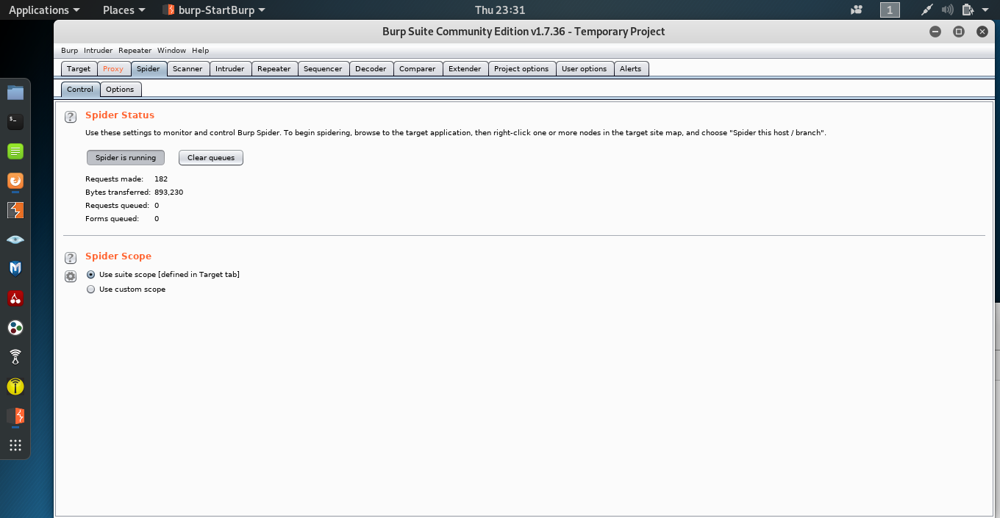 Applications Places burp-StartBurp Thu 23:31 1
Burp Suite Community Edition v1.7.36 - Temporary Project
Burp Intruder Repeater Window Help
Target Proxy Spider Scanner Intruder Repeater Sequencer Decoder Comparer Extender Project options User options Alerts
Control Options
? Spider Status
Use these settings to monitor and control Burp Spider. To begin spidering, browse to the target application, then right-click one or more nodes in the target site map, and choose "Spider this host / branch".
Spider is running Clear queues
Requests made: 182
Bytes transferred: 893,230
Requests queued: 0
Forms queued: 0
? Spider Scope
Use suite scope [defined in Target tab]
Use custom scope